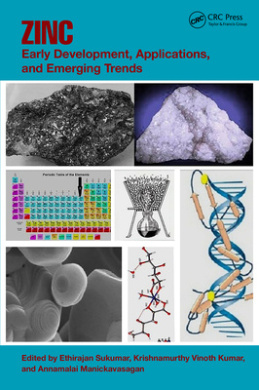 CRC Press
Taylor & Francis Group
ZINC
Early Development, Applications,
and Emerging Trends
Periodic Table of the Elements
Edited by Ethirajan Sukumar, Krishnamurthy Vinoth Kumar,
and Annamalai Manickavasagan